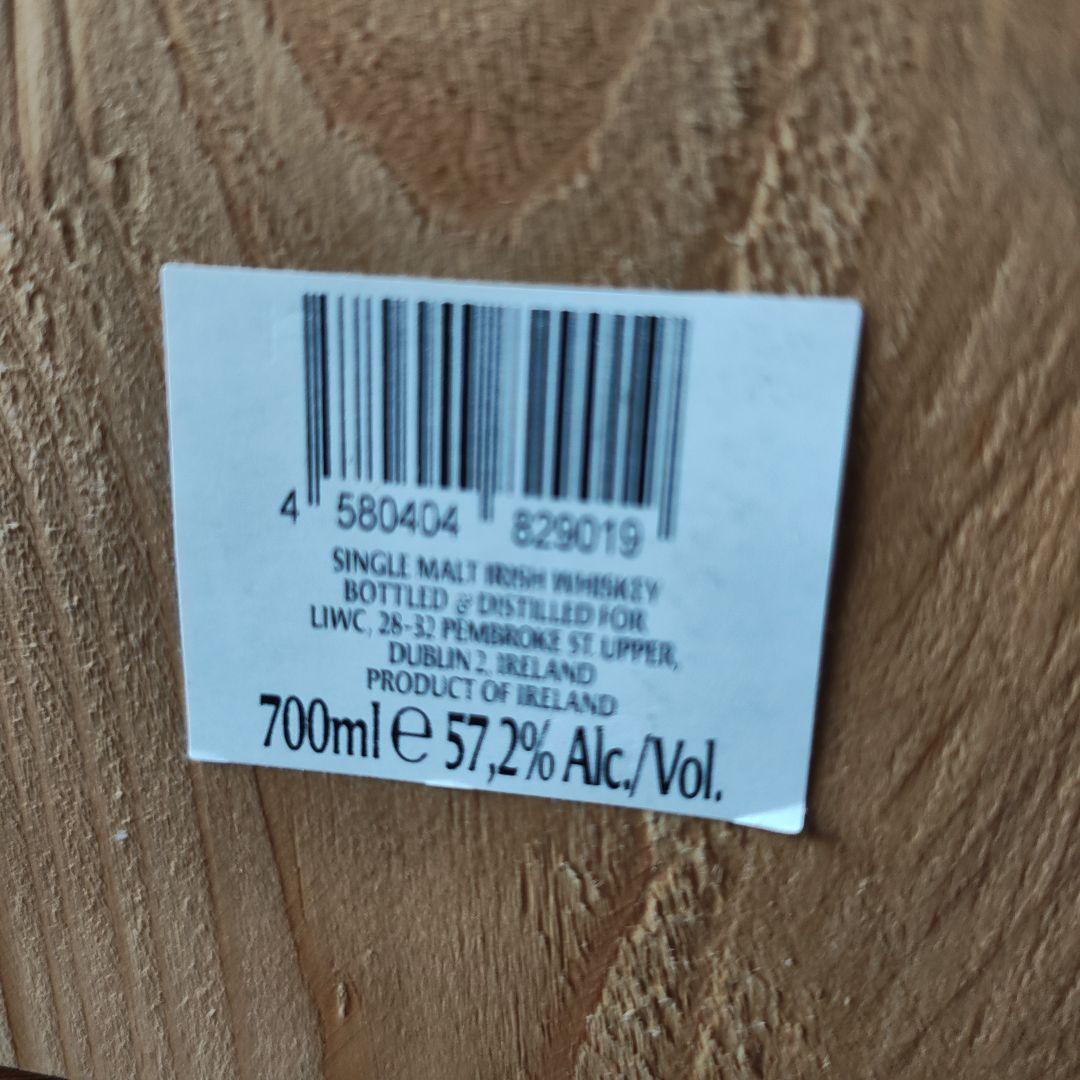 4 580404 829019
SINGLE MALT IRISH WHISKEY
BOTTLED & DISTILLED FOR
LIWC, 28-32 PEMBROKE ST. UPPER,
DUBLIN 2, IRELAND
PRODUCT OF IRELAND
700ml ℮ 57,2% Alc./Vol.